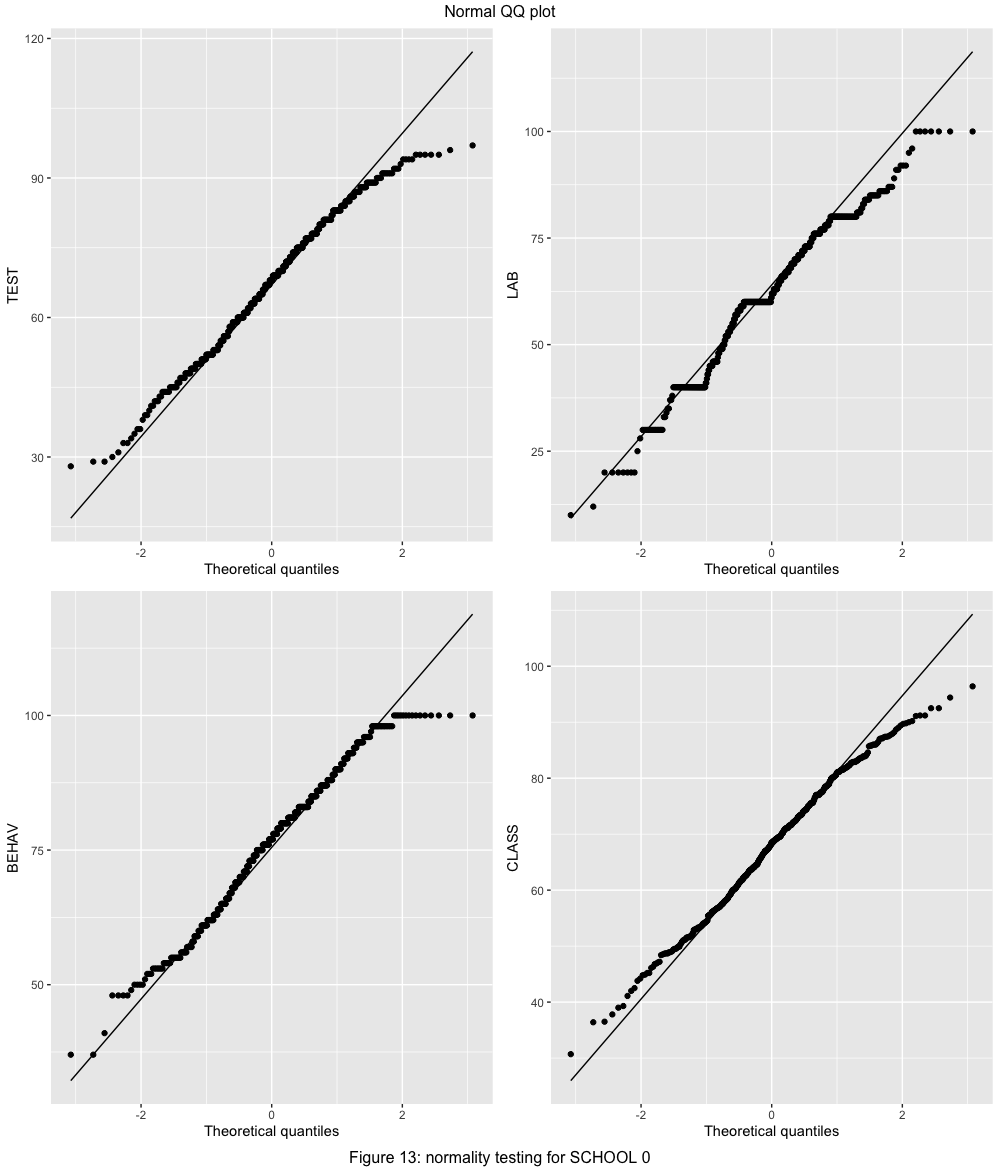 Normal QQ plot
120
90
60
30
TEST
-2 0 2
Theoretical quantiles
100
75
50
25
LAB
-2 0 2
Theoretical quantiles
100
75
50
BEHAV
-2 0 2
Theoretical quantiles
100
80
60
40
CLASS
-2 0 2
Theoretical quantiles
Figure 13: normality testing for SCHOOL 0